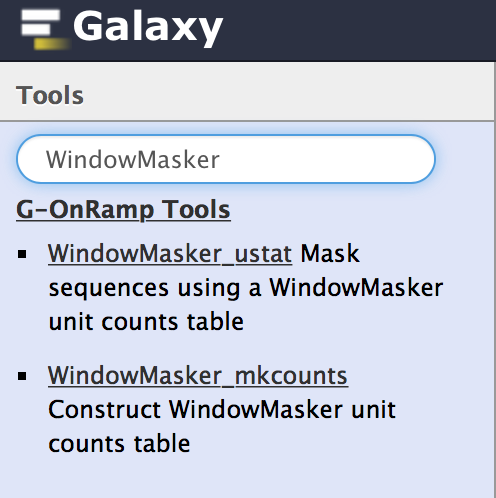 Galaxy
Tools
WindowMasker
G-OnRamp Tools
WindowMasker_ustat Mask
sequences using a WindowMasker
unit counts table
WindowMasker_mkcounts
Construct WindowMasker unit
counts table